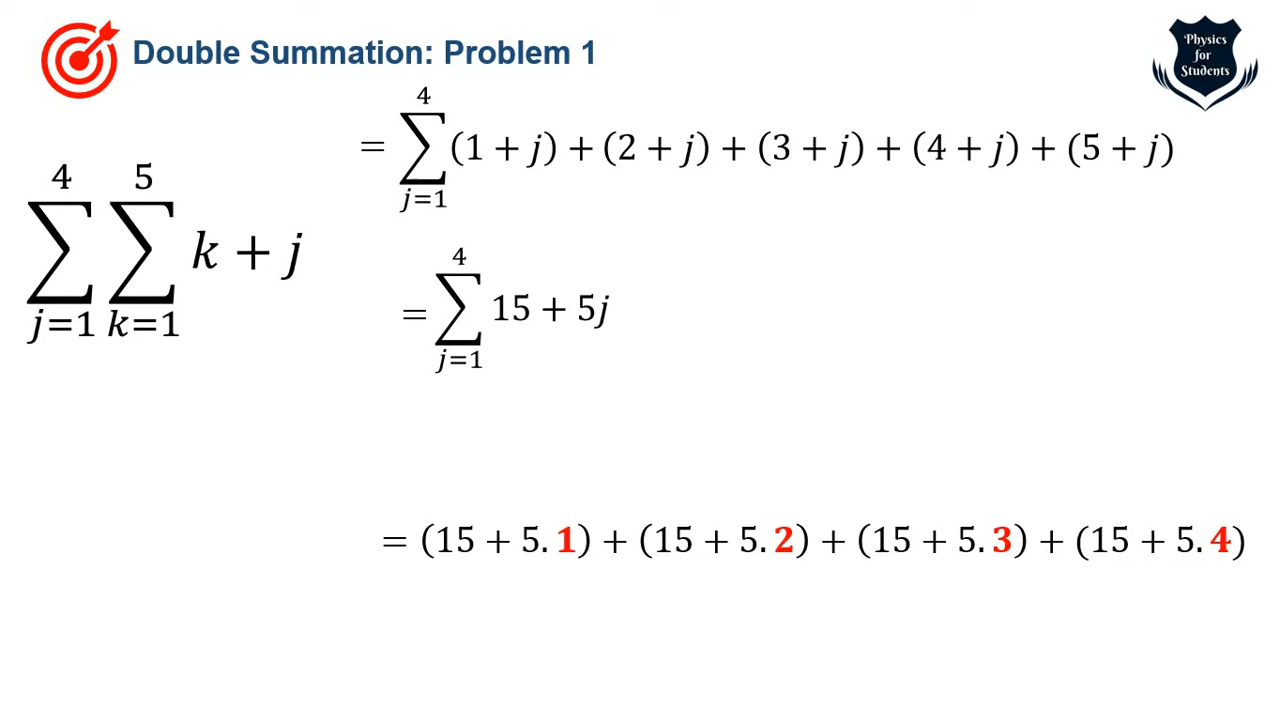 Double Summation: Problem 1
Physics
for
Students
4 5
∑ ∑ k + j
j=1 k=1
4
= ∑ (1 + j) + (2 + j) + (3 + j) + (4 + j) + (5 + j)
j=1
4
= ∑ 15 + 5j
j=1
= (15 + 5. 1) + (15 + 5. 2) + (15 + 5. 3) + (15 + 5. 4)